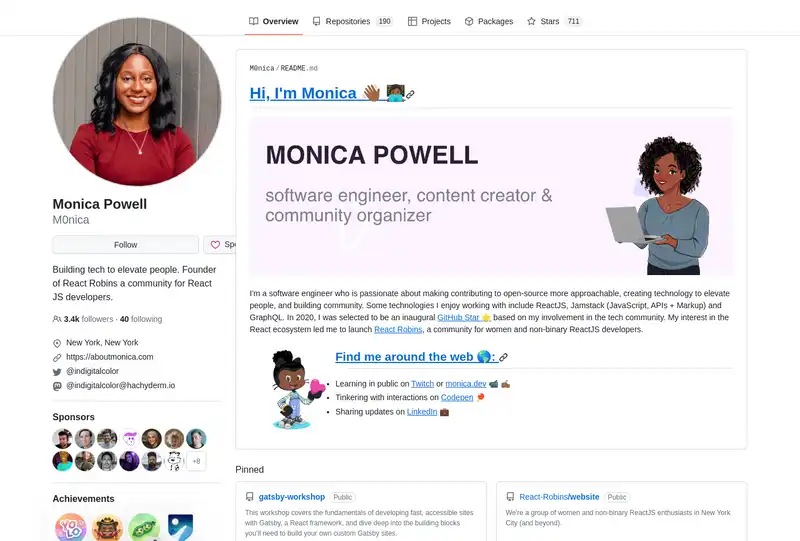 Overview
Repositories 190
Projects
Packages
Stars 711
M0nica / README.md
Hi, I'm Monica
MONICA POWELL
software engineer, content creator &
community organizer
Monica Powell
M0nica
Follow
Building tech to elevate people. Founder
of React Robins a community for React
JS developers.
3.4k followers · 40 following
New York, New York
https://aboutmonica.com
@indigitalcolor
@indigitalcolor@hachyderm.io
Sponsors
+8
Achievements
YOLO
I'm a software engineer who is passionate about making contributing to open-source more approachable, creating technology to elevate
people, and building community. Some technologies I enjoy working with include ReactJS, Jamstack (JavaScript, APIs + Markup) and
GraphQL. In 2020, I was selected to be an inaugural GitHub Star ⭐ based on my involvement in the tech community. My interest in the
React ecosystem led me to launch React Robins, a community for women and non-binary ReactJS developers.
Find me around the web 🌎:
Learning in public on Twitch or monica.dev
Tinkering with interactions on Codepen
Sharing updates on LinkedIn 💼
Pinned
gatsby-workshop Public
This workshop covers the fundamentals of developing fast, accessible sites
with Gatsby, a React framework, and dive deep into the building blocks
you'll need to build your own custom Gatsby sites.
React-Robins/website Public
We're a group of women and non-binary ReactJS enthusiasts in New York
City (and beyond).